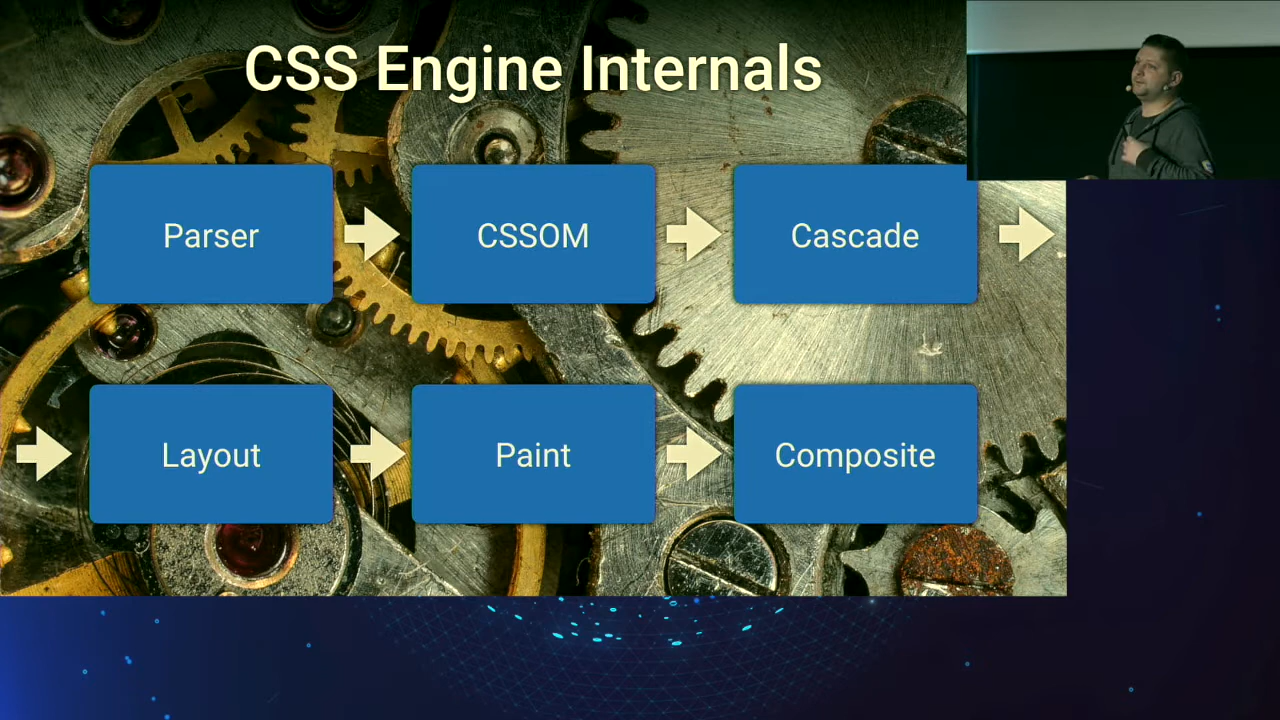 CSS Engine Internals
Parser
CSSOM
Cascade
Layout
Paint
Composite